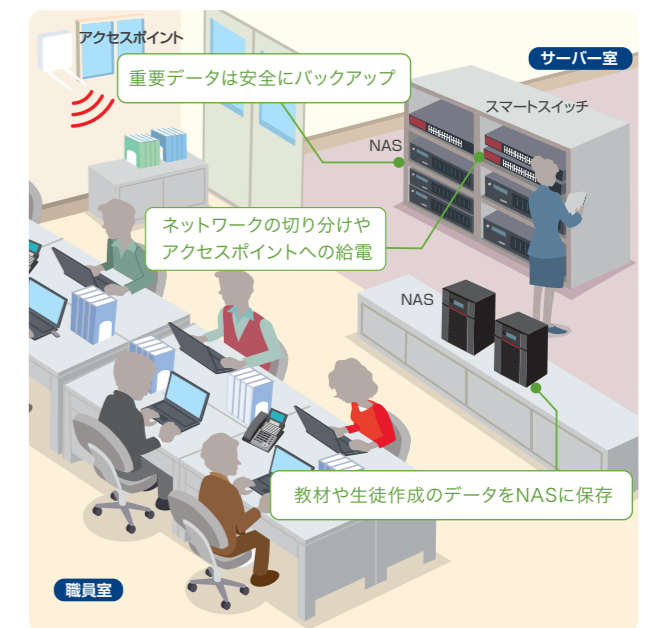 アクセスポイント
重要データは安全にバックアップ
サーバー室
スマートスイッチ
NAS
ネットワークの切り分けや
アクセスポイントへの給電
NAS
教材や生徒作成のデータをNASに保存
職員室